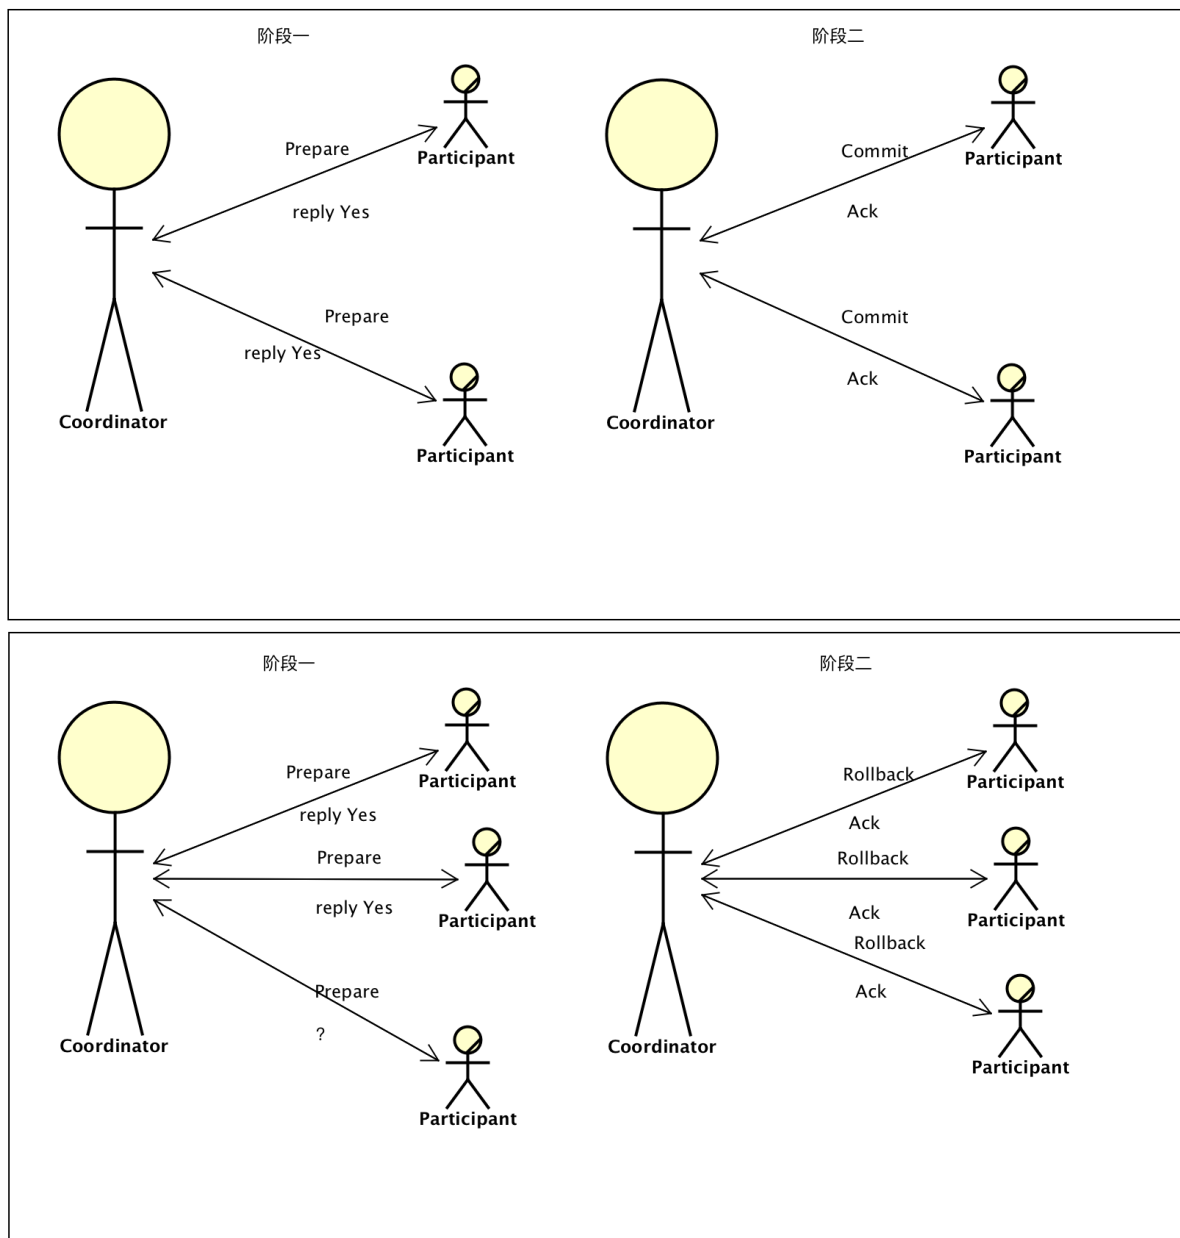 阶段一
阶段二
Prepare
Participant
reply Yes
Prepare
reply Yes
Coordinator
Participant
Commit
Participant
Ack
Commit
Ack
Coordinator
Participant
阶段一
阶段二
Prepare
Participant
reply Yes
Prepare
reply Yes
Participant
Prepare
?
Coordinator
Participant
Rollback
Participant
Ack
Rollback
Ack
Participant
Rollback
Ack
Coordinator
Participant